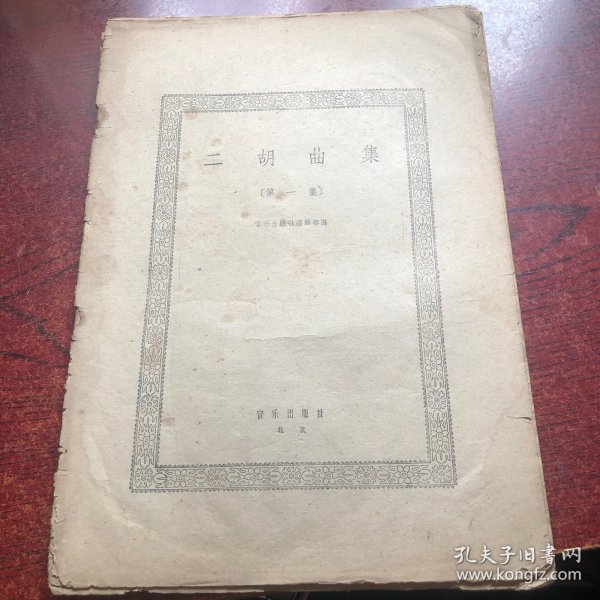 二胡曲集
〔第一集〕
音乐出版社编辑部编
音乐出版社
北京
孔夫子旧书网
www.kongfz.com